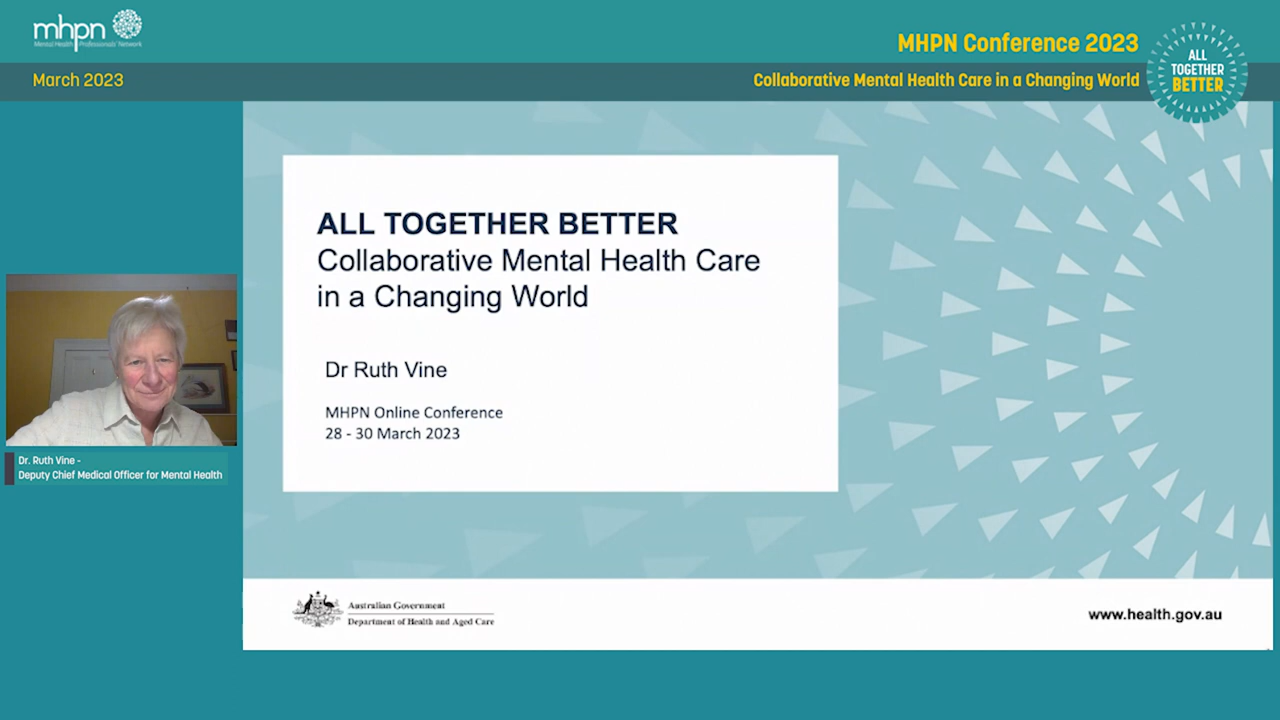 mhpn
Mental Health Professionals' Network
March 2023
MHPN Conference 2023
Collaborative Mental Health Care in a Changing World
ALL
TOGETHER
BETTER
ALL TOGETHER BETTER
Collaborative Mental Health Care
in a Changing World
Dr Ruth Vine
MHPN Online Conference
28 - 30 March 2023
Dr. Ruth Vine -
Deputy Chief Medical Officer for Mental Health
Australian Government
Department of Health and Aged Care
www.health.gov.au